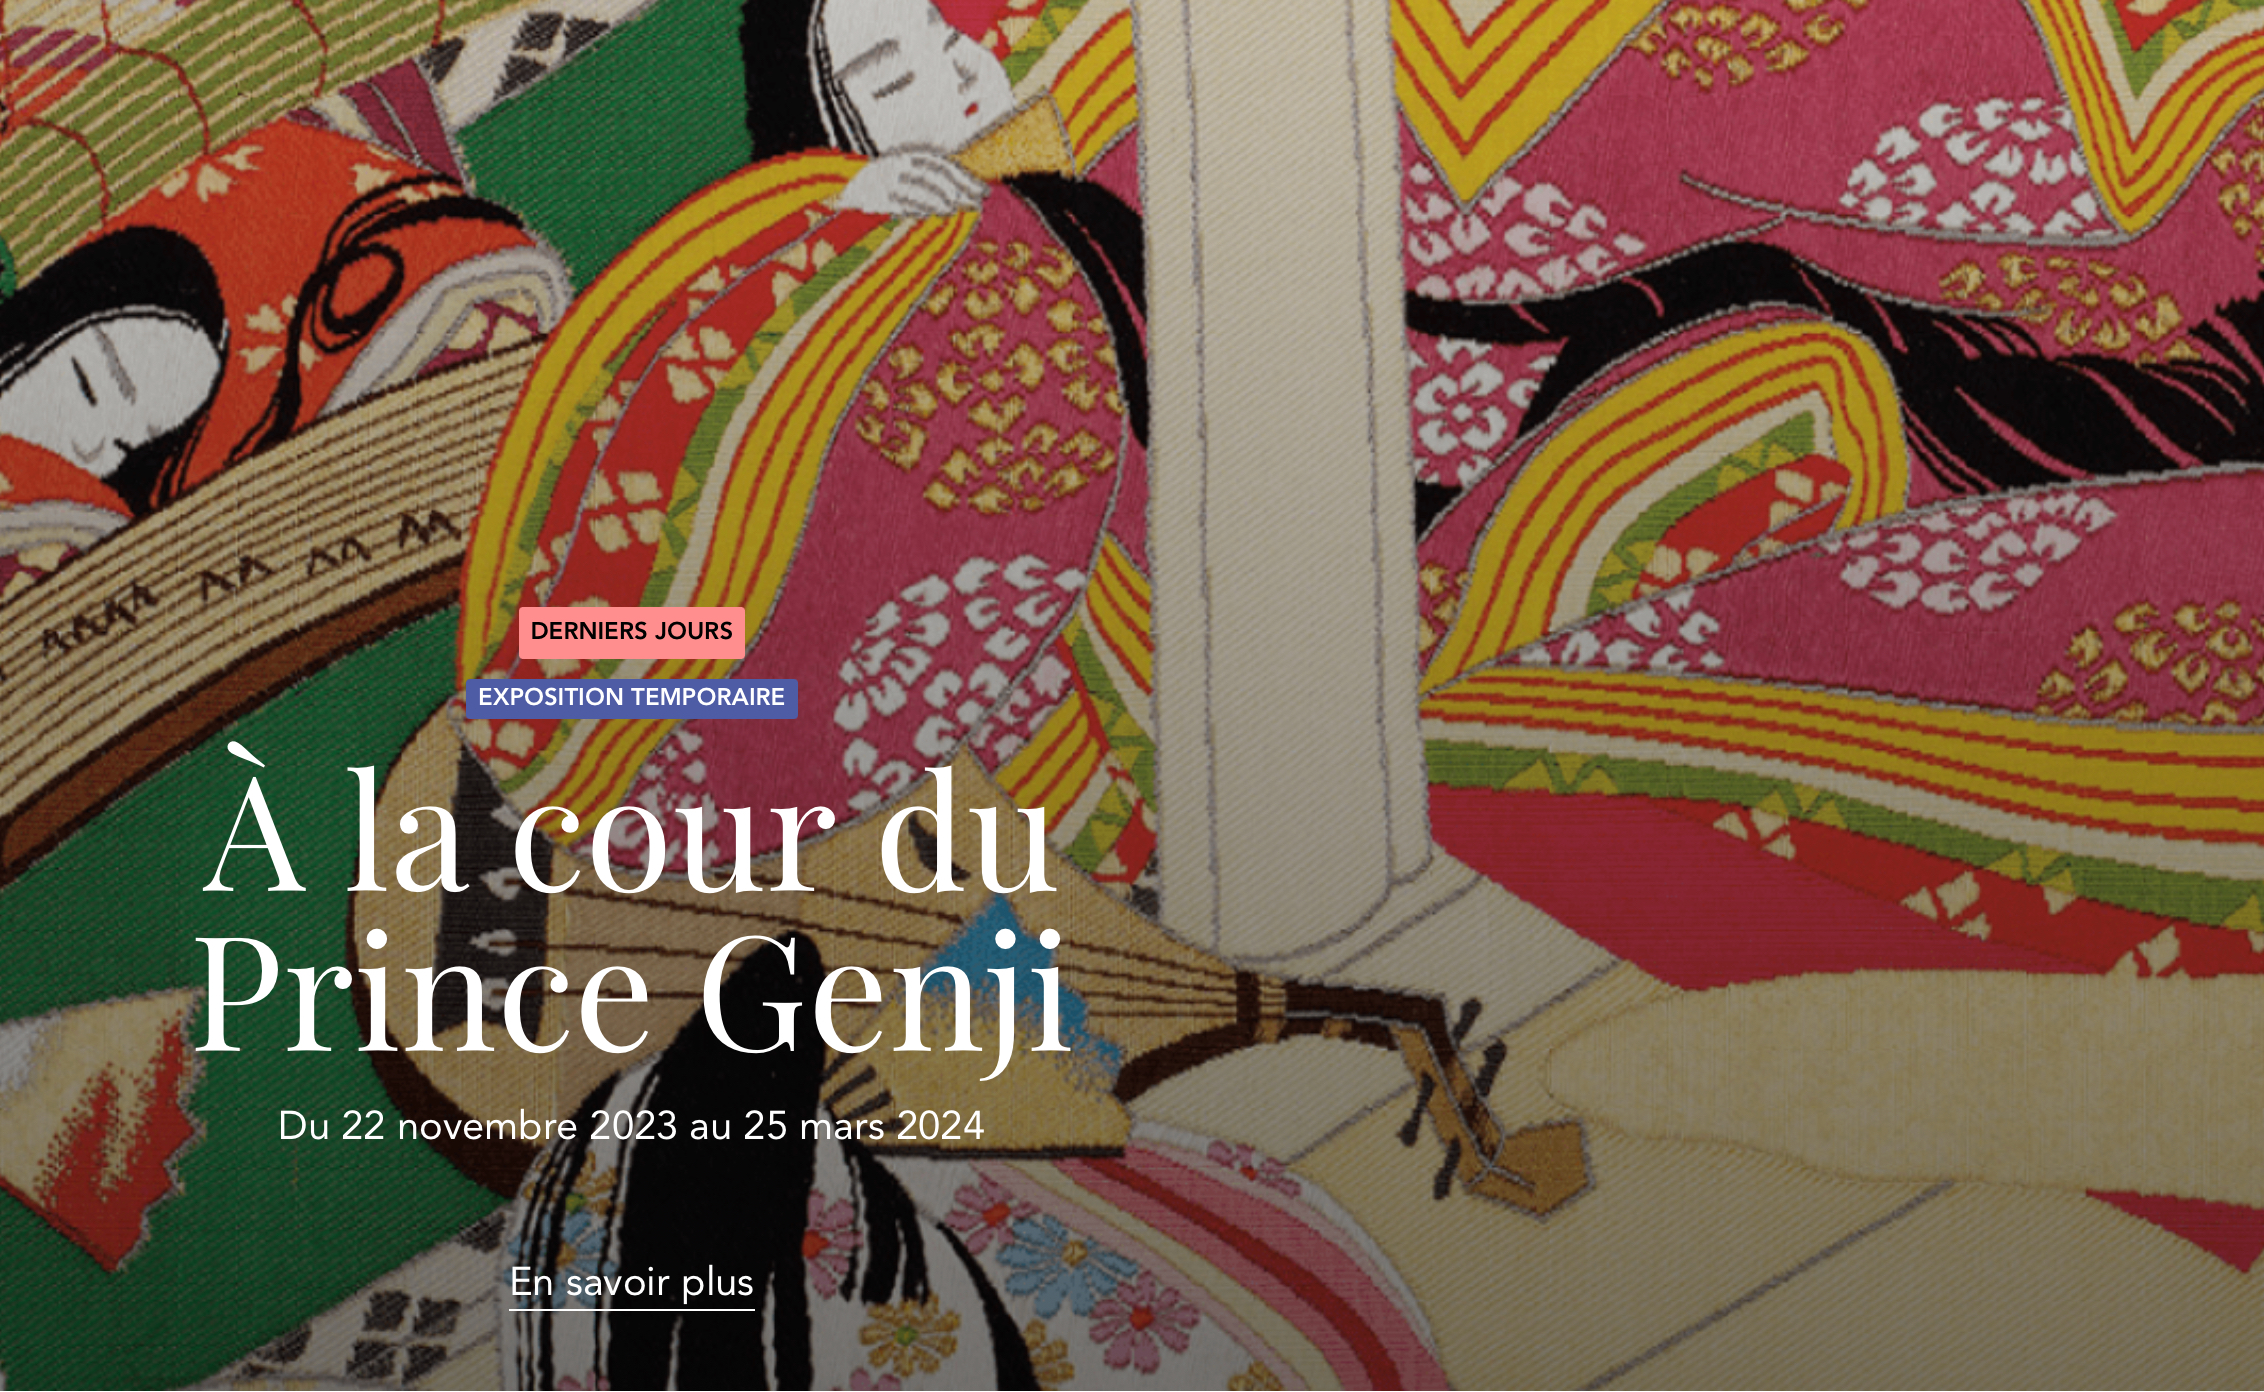 DERNIERS JOURS
EXPOSITION TEMPORAIRE
À la cour du
Prince Genji
Du 22 novembre 2023 au 25 mars 2024
En savoir plus